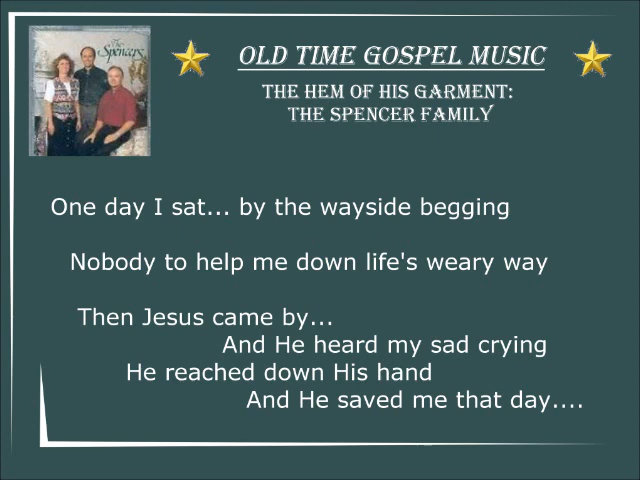 The Spencers
OLD TIME GOSPEL MUSIC
THE HEM OF HIS GARMENT:
THE SPENCER FAMILY
One day I sat... by the wayside begging
Nobody to help me down life's weary way
Then Jesus came by...
And He heard my sad crying
He reached down His hand
And He saved me that day....